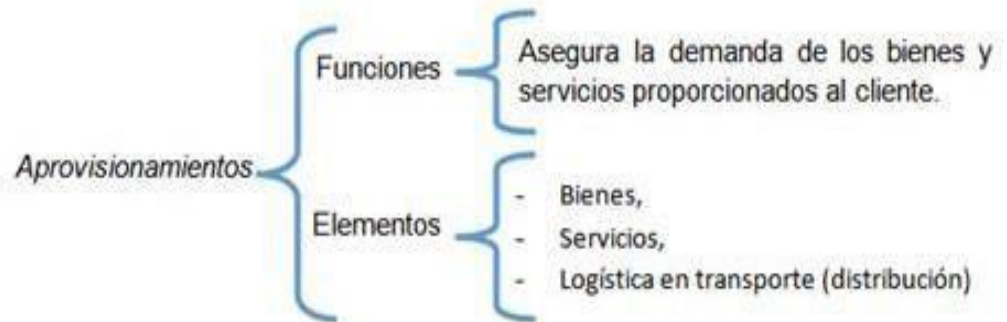 Aprovisionamientos
Funciones
Asegura la demanda de los bienes y
servicios proporcionados al cliente.
Elementos
- Bienes,
- Servicios,
- Logística en transporte (distribución)